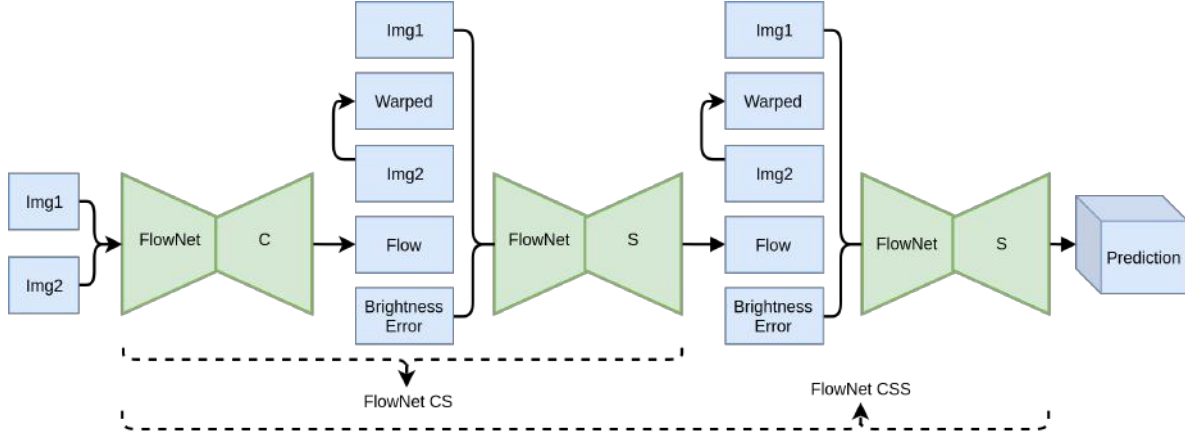 Img1
Img2
FlowNet
C
Img1
Warped
Img2
Flow
Brightness
Error
FlowNet
S
Img1
Warped
Img2
Flow
Brightness
Error
FlowNet
S
Prediction
FlowNet CS
FlowNet CSS